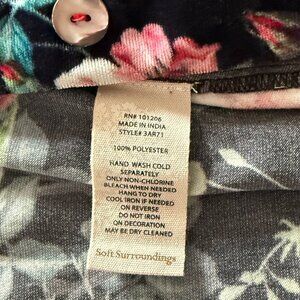 RN# 101206
MADE IN INDIA
STYLE# 3AR71
100% POLYESTER
HAND WASH COLD
SEPARATELY
ONLY NON-CHLORINE
BLEACH WHEN NEEDED
HANG TO DRY
COOL IRON IF NEEDED
ON REVERSE
DO NOT IRON
ON DECORATION
MAY BE DRY CLEANED
Soft Surroundings